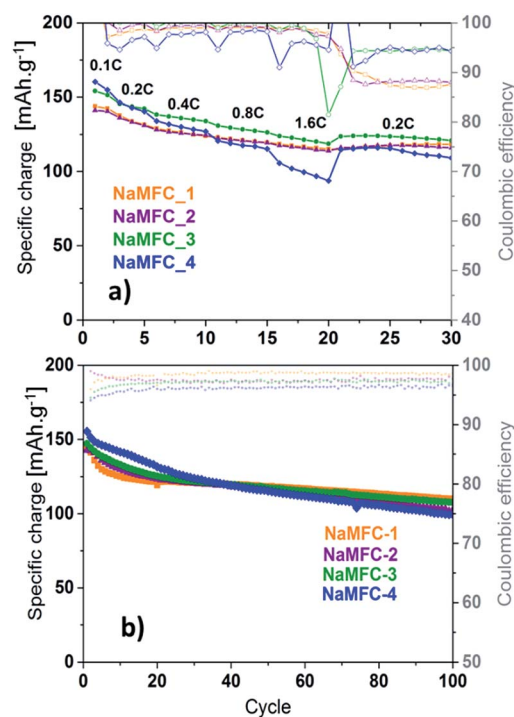 200
150
100
50
0
Specific charge [mAh.g-1]
0.1C
0.2C
0.4C
0.8C
1.6C
0.2C
NaMFC_1
NaMFC_2
NaMFC_3
NaMFC_4
a)
0 5 10 15 20 25 30
100
90
80
70
60
50
40
Coulombic efficiency
200
150
100
50
0
Specific charge [mAh.g-1]
NaMFC-1
NaMFC-2
NaMFC-3
NaMFC-4
b)
0 20 40 60 80 100
Cycle
100
90
80
70
60
50
Coulombic efficiency